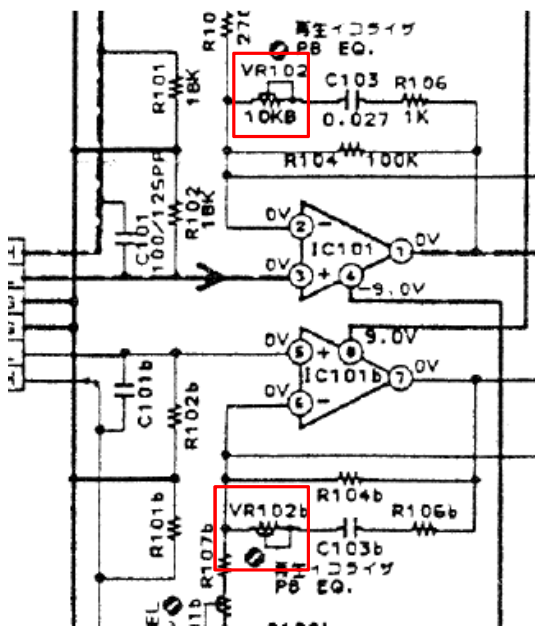 R10
270
再生イコライザ
PB EQ.
VR102
10KB
C103
0.027
R106
1K
R104 100K
R101
18K
R102
18K
C101
100/125PP
0V
2
−
IC101
1
0V
0V
3
+
4
-9.0V
0V
5
+
8
9.0V
IC101b
7
0V
0V
6
−
C101b
R102b
R101b
R104b
VR102b
R106b
C103b
R107b
再生イコライザ
PB EQ.